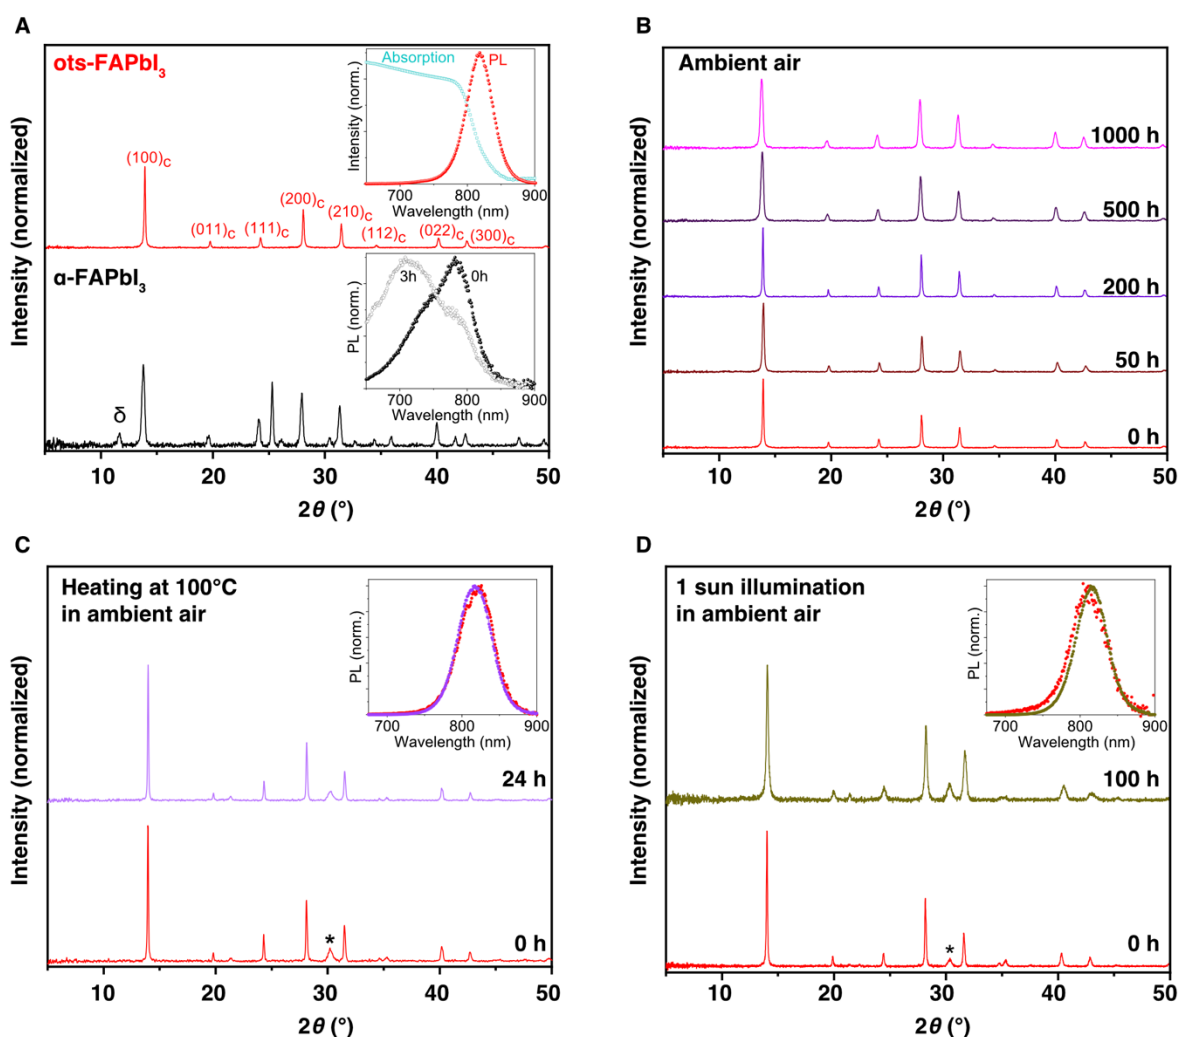 A
ots-FAPbI3
Absorption
PL
Intensity (norm.)
700
800
900
Wavelength (nm)
(100)C
(011)C
(111)C
(200)C
(210)C
(112)C
(022)C
(300)C
α-FAPbI3
δ
3h
0h
PL (norm.)
700
800
900
Wavelength (nm)
Intensity (normalized)
10
20
30
40
50
2θ (°)
B
Ambient air
1000 h
500 h
200 h
50 h
0 h
Intensity (normalized)
10
20
30
40
50
2θ (°)
C
Heating at 100°C
in ambient air
PL (norm.)
700
800
900
Wavelength (nm)
24 h
*
0 h
Intensity (normalized)
10
20
30
40
50
2θ (°)
D
1 sun illumination
in ambient air
PL (norm.)
700
800
900
Wavelength (nm)
100 h
*
0 h
Intensity (normalized)
10
20
30
40
50
2θ (°)